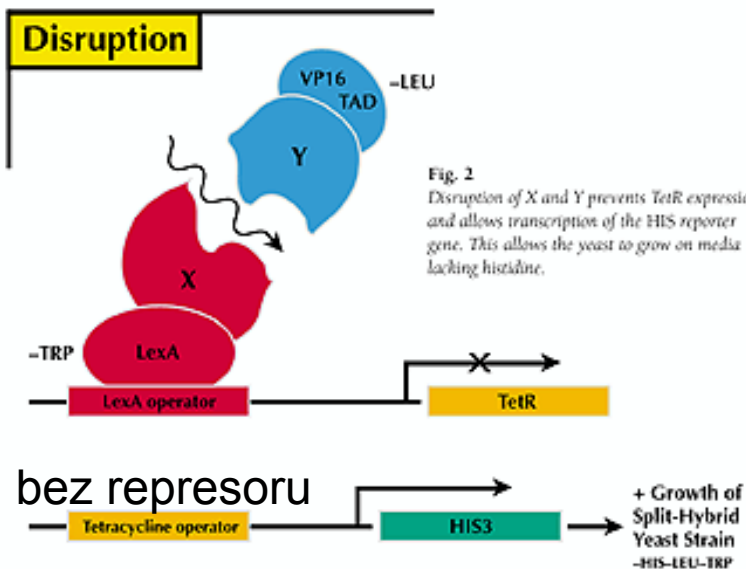 Disruption
VP16
TAD
–LEU
Y
Fig. 2
Disruption of X and Y prevents TetR expressio
and allows transcription of the HIS reporter
gene. This allows the yeast to grow on media
lacking histidine.
X
–TRP
LexA
LexA operator
X
TetR
bez represoru
Tetracycline operator
HIS3
+ Growth of
Split-Hybrid
Yeast Strain
–HIS–LEU–TRP